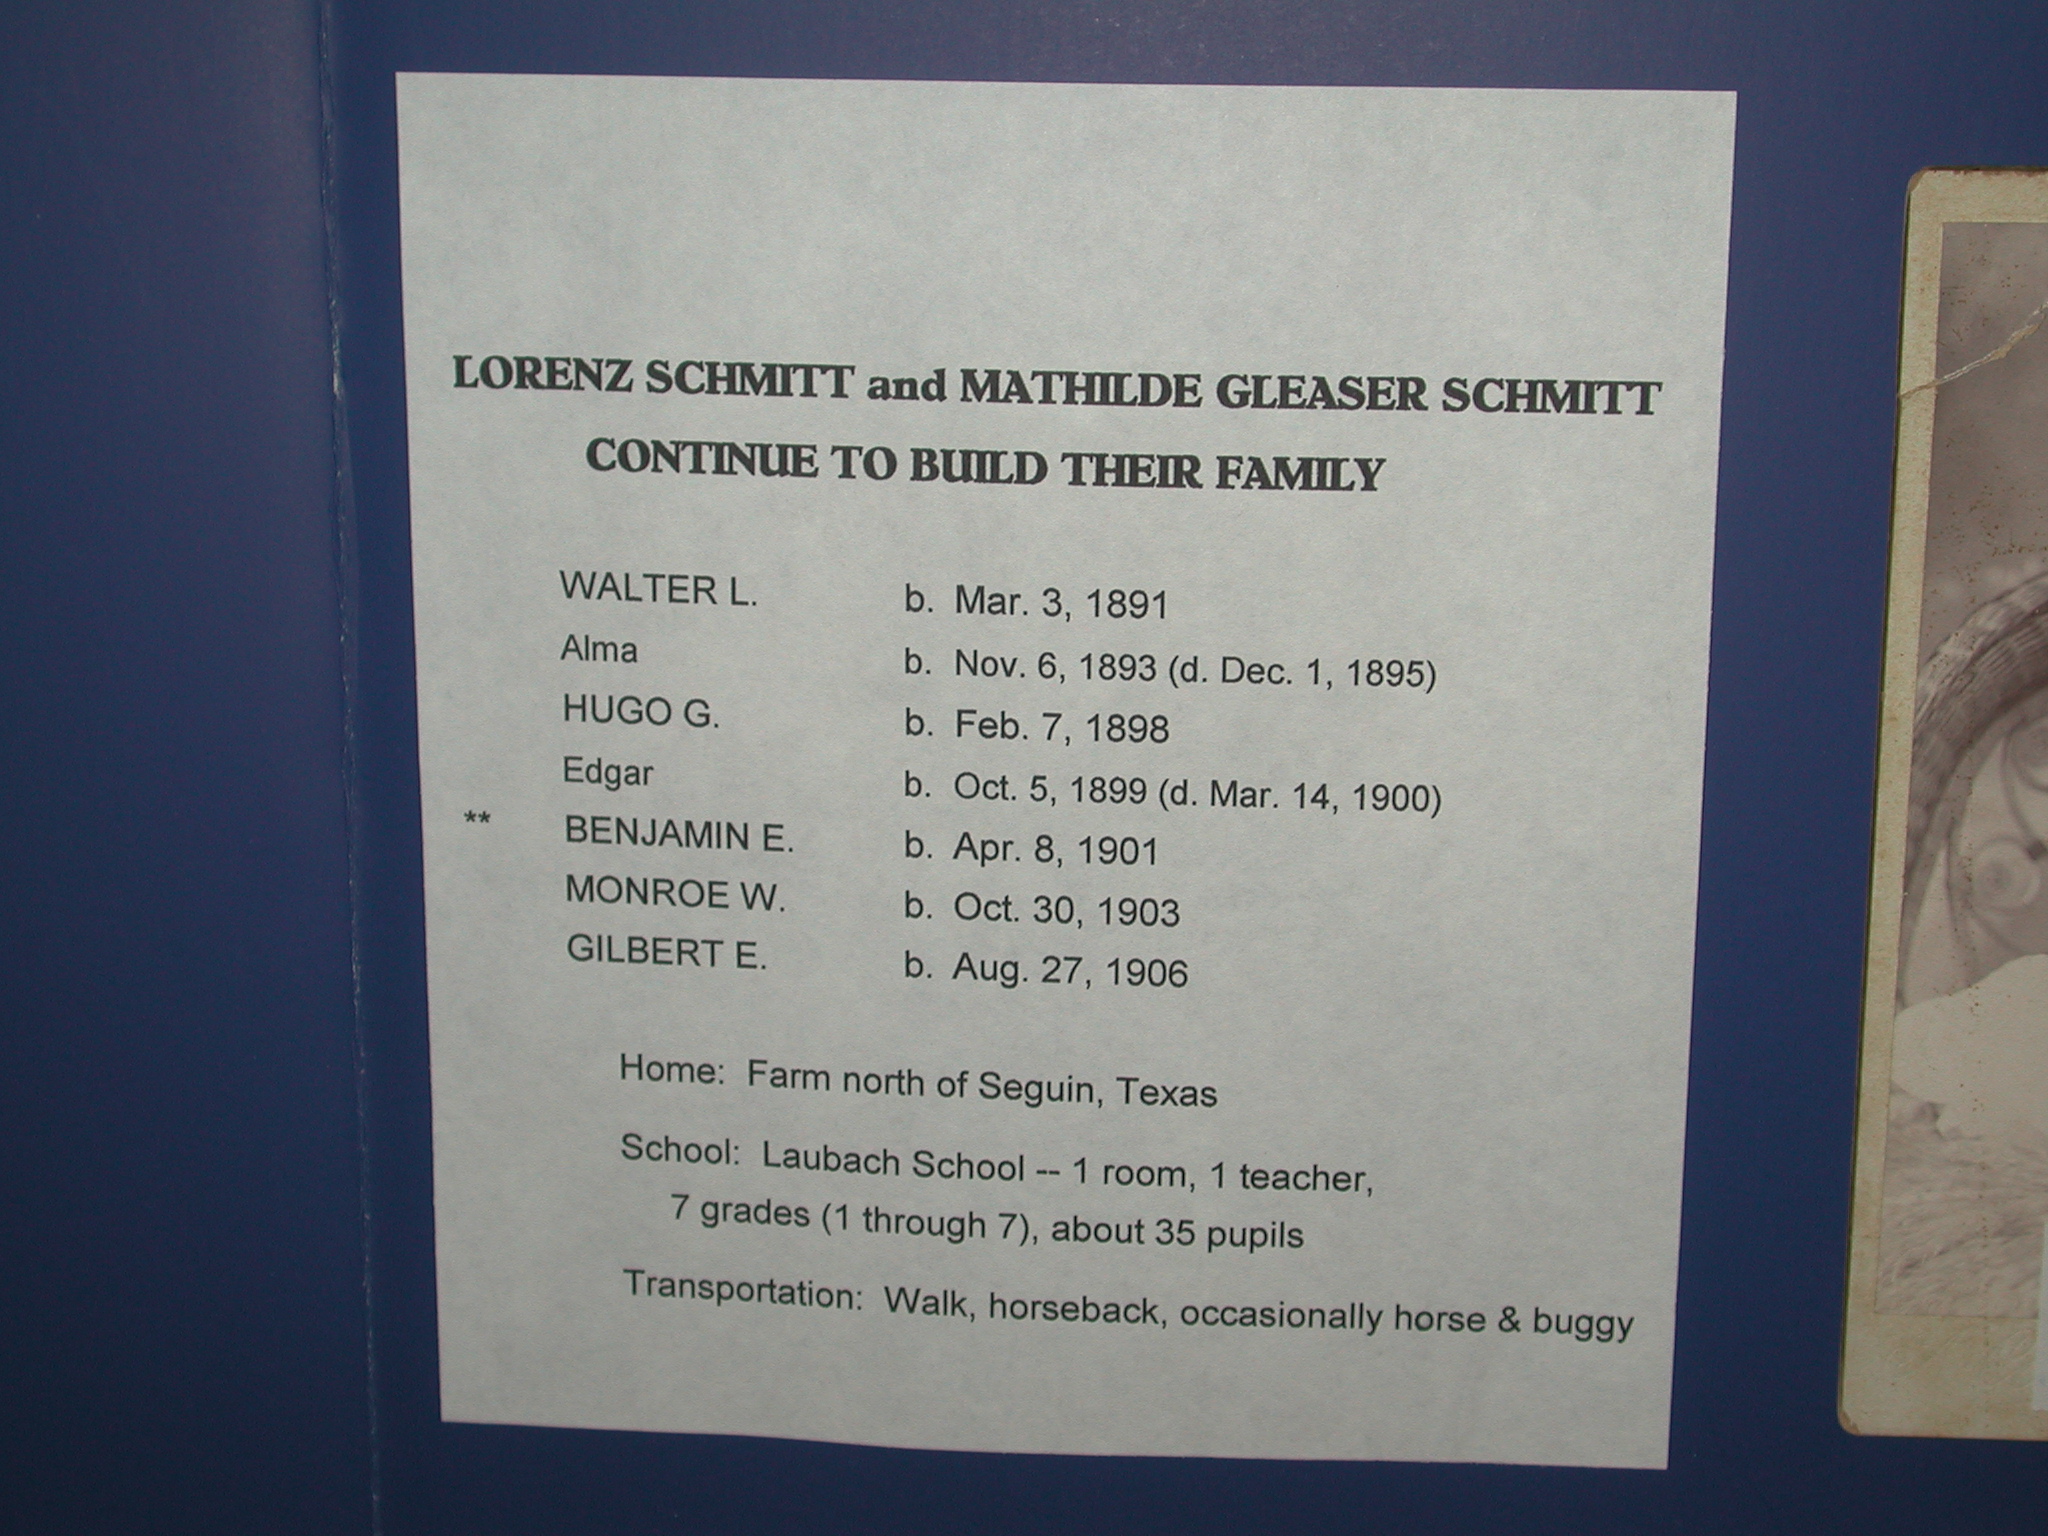 LORENZ SCHMITT and MATHILDE GLEASER SCHMITT
CONTINUE TO BUILD THEIR FAMILY
WALTER L. b. Mar. 3, 1891
Alma b. Nov. 6, 1893 (d. Dec. 1, 1895)
HUGO G. b. Feb. 7, 1898
Edgar b. Oct. 5, 1899 (d. Mar. 14, 1900)
** BENJAMIN E. b. Apr. 8, 1901
MONROE W. b. Oct. 30, 1903
GILBERT E. b. Aug. 27, 1906
Home: Farm north of Seguin, Texas
School: Laubach School -- 1 room, 1 teacher,
7 grades (1 through 7), about 35 pupils
Transportation: Walk, horseback, occasionally horse & buggy